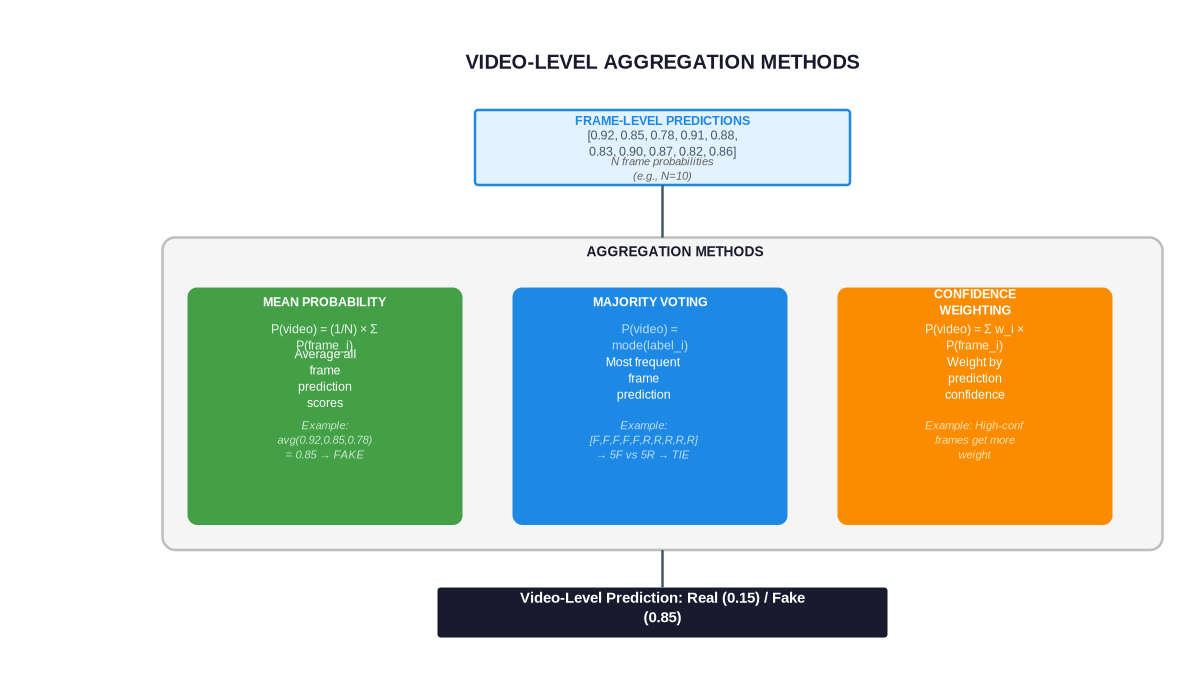 VIDEO-LEVEL AGGREGATION METHODS
FRAME-LEVEL PREDICTIONS
[0.92, 0.85, 0.78, 0.91, 0.88,
0.83, 0.90, 0.87, 0.82, 0.86]
N frame probabilities
(e.g., N=10)
AGGREGATION METHODS
MEAN PROBABILITY
P(video) = (1/N) × Σ
P(frame_i)
Average all
frame
prediction
scores
Example:
avg(0.92,0.85,0.78)
= 0.85 → FAKE
MAJORITY VOTING
P(video) =
mode(label_i)
Most frequent
frame
prediction
Example:
[F,F,F,F,F,R,R,R,R,R]
→ 5F vs 5R → TIE
CONFIDENCE
WEIGHTING
P(video) = Σ w_i ×
P(frame_i)
Weight by
prediction
confidence
Example: High-conf
frames get more
weight
Video-Level Prediction: Real (0.15) / Fake
(0.85)